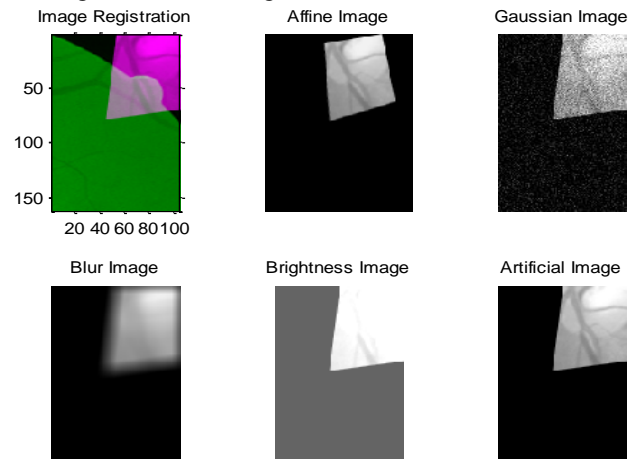 Image Registration
Affine Image
Gaussian Image
50
100
150
20 40 60 80 100
Blur Image
Brightness Image
Artificial Image